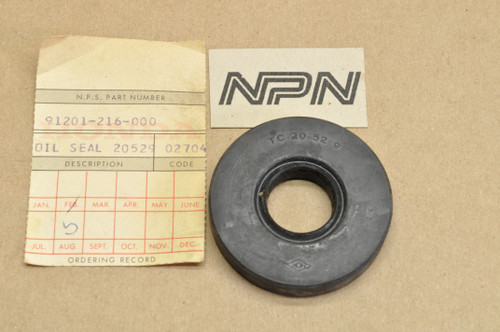 N.P.S. PART NUMBER
91201-216-000
OIL SEAL 20529 02704
DESCRIPTION CODE
JAN. FEB. MAR. APR. MAY JUNE
5
JUL. AUG. SEPT. OCT. NOV. DEC.
ORDERING RECORD
NPN
TC 20 52 9